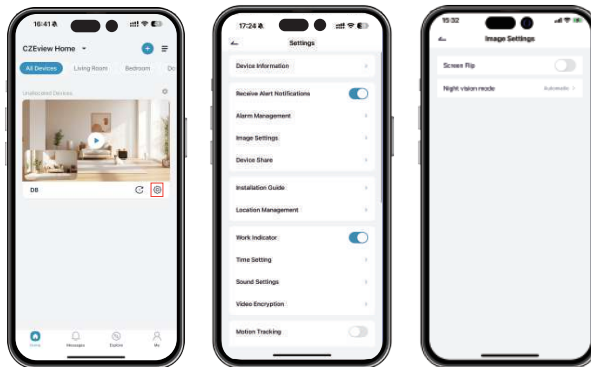 16:41
CZEview Home
All Devices
Living Room
Bedroom
Unattended Devices
DB
Home
Messages
Explore
Me
17:24
Settings
Device Information
Receive Alert Notifications
Alarm Management
Image Settings
Device Share
Installation Guide
Location Management
Work Indicator
Time Setting
Sound Settings
Video Encryption
Motion Tracking
15:32
Image Settings
Screen Flip
Night vision mode
Automatic